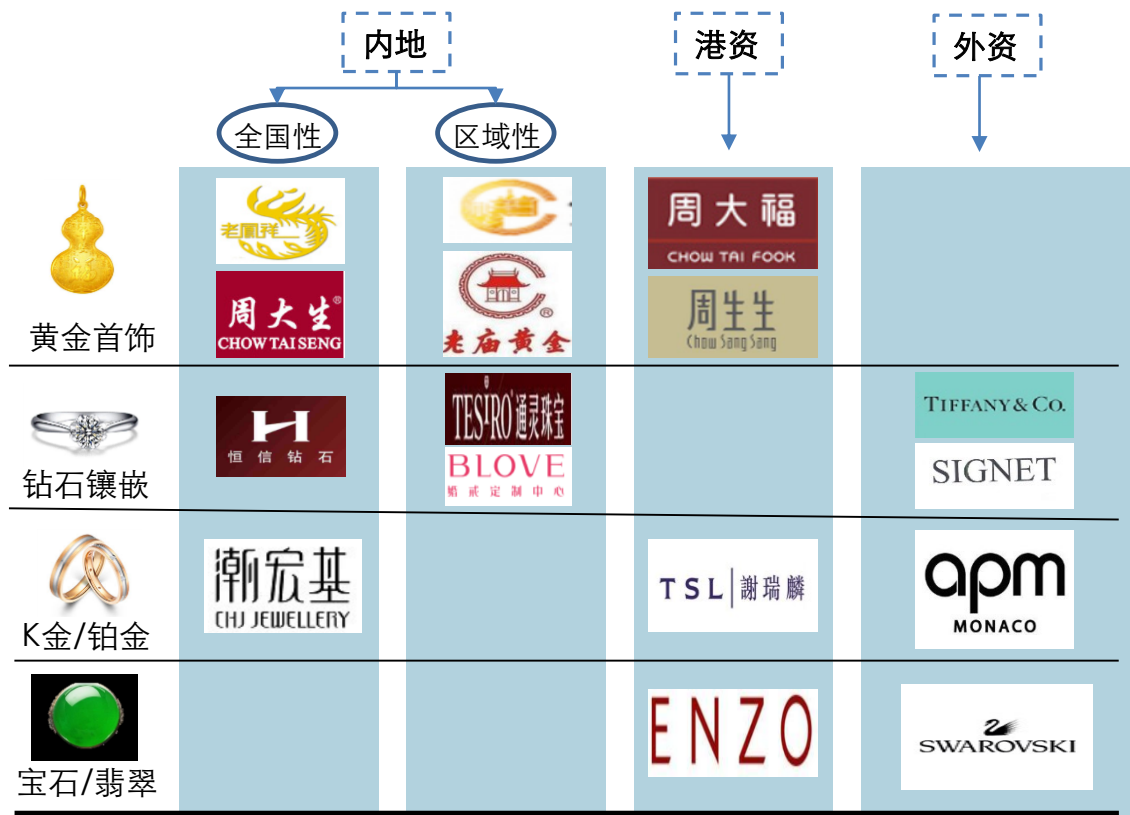 内地
港资
外资
全国性
区域性
老鳳祥
周大福
CHOW TAI FOOK
周大生®
CHOW TAI SENG
老庙黄金®
周生生
Chow Sang Sang
黄金首饰
TIFFANY & CO.
恒信钻石
TESIRO 通灵珠宝
BLOVE
婚戒定制中心
SIGNET
钻石镶嵌
潮宏基
CHJ JEWELLERY
TSL 謝瑞麟
apm
MONACO
K金/铂金
ENZO
SWAROVSKI
宝石/翡翠